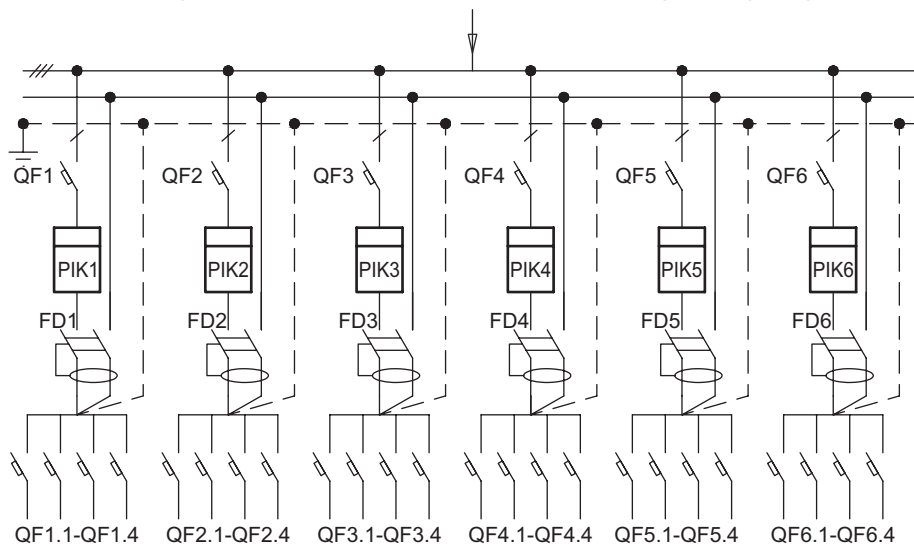 QF1 QF2 QF3 QF4 QF5 QF6
PIK1 PIK2 PIK3 PIK4 PIK5 PIK6
FD1 FD2 FD3 FD4 FD5 FD6
QF1.1-QF1.4 QF2.1-QF2.4 QF3.1-QF3.4 QF4.1-QF4.4 QF5.1-QF5.4 QF6.1-QF6.4